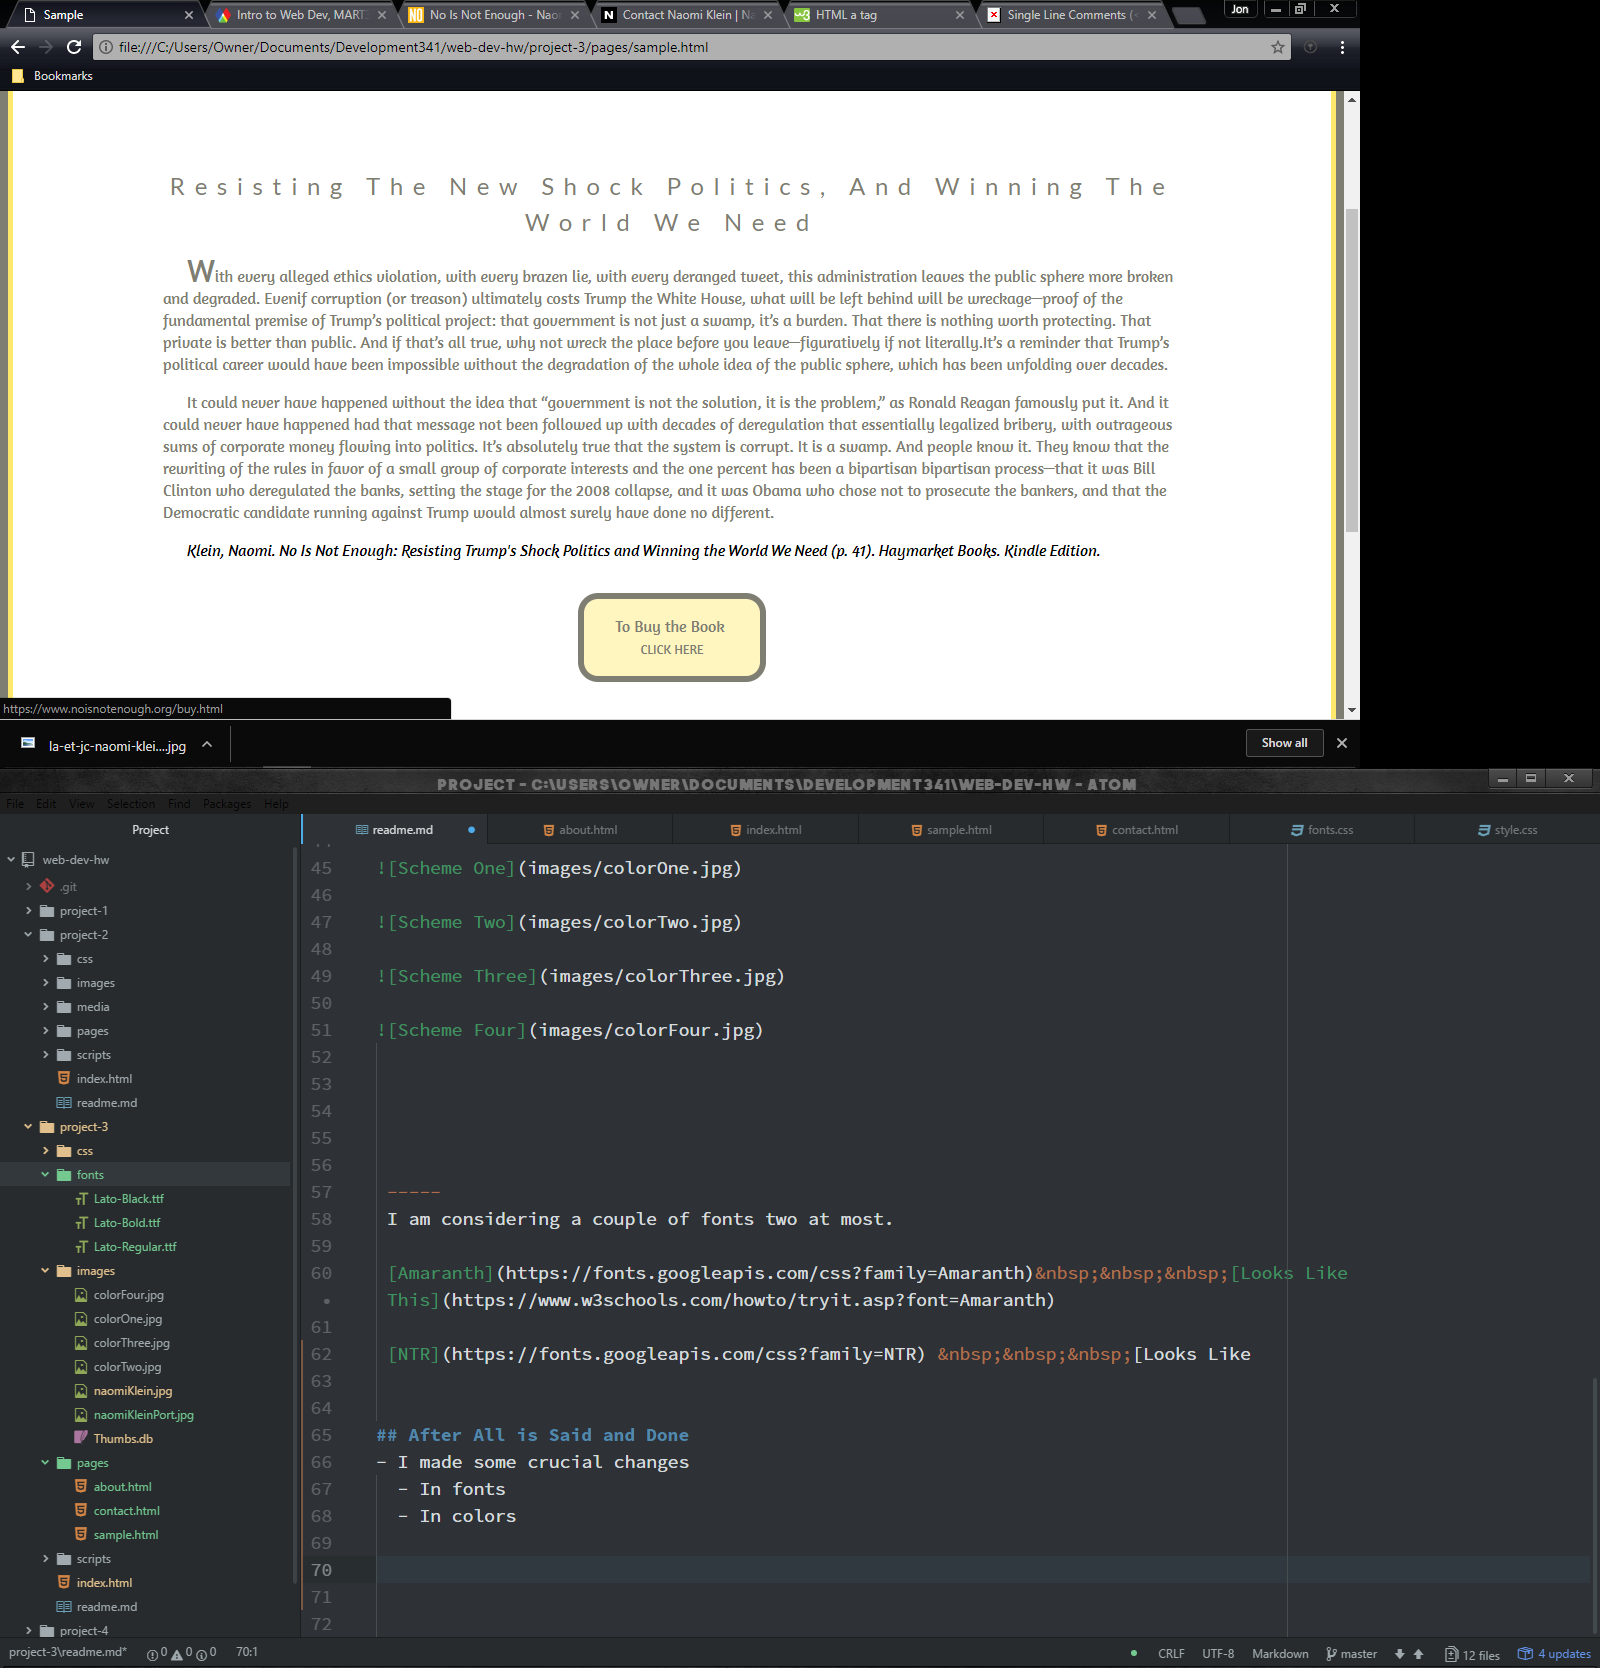 Sample
Intro to Web Dev, MART
No Is Not Enough - Nao
Contact Naomi Klein | Na
HTML a tag
Single Line Comments (
Jon
file:///C:/Users/Owner/Documents/Development341/web-dev-hw/project-3/pages/sample.html
Bookmarks
Resisting The New Shock Politics, And Winning The
World We Need
With every alleged ethics violation, with every brazen lie, with every deranged tweet, this administration leaves the public sphere more broken
and degraded. Evenif corruption (or treason) ultimately costs Trump the White House, what will be left behind will be wreckage—proof of the
fundamental premise of Trump’s political project: that government is not just a swamp, it’s a burden. That there is nothing worth protecting. That
private is better than public. And if that’s all true, why not wreck the place before you leave—figuratively if not literally.It’s a reminder that Trump’s
political career would have been impossible without the degradation of the whole idea of the public sphere, which has been unfolding over decades.
It could never have happened without the idea that “government is not the solution, it is the problem,” as Ronald Reagan famously put it. And it
could never have happened had that message not been followed up with decades of deregulation that essentially legalized bribery, with outrageous
sums of corporate money flowing into politics. It’s absolutely true that the system is corrupt. It is a swamp. And people know it. They know that the
rewriting of the rules in favor of a small group of corporate interests and the one percent has been a bipartisan bipartisan process—that it was Bill
Clinton who deregulated the banks, setting the stage for the 2008 collapse, and it was Obama who chose not to prosecute the bankers, and that the
Democratic candidate running against Trump would almost surely have done no different.
Klein, Naomi. No Is Not Enough: Resisting Trump's Shock Politics and Winning the World We Need (p. 41). Haymarket Books. Kindle Edition.
To Buy the Book
CLICK HERE
https://www.noisnotenough.org/buy.html
la-et-jc-naomi-klei....jpg
Show all
PROJECT - C:\USERS\OWNER\DOCUMENTS\DEVELOPMENT341\WEB-DEV-HW - ATOM
File Edit View Selection Find Packages Help
Project
web-dev-hw
.git
project-1
project-2
css
images
media
pages
scripts
index.html
readme.md
project-3
css
fonts
Lato-Black.ttf
Lato-Bold.ttf
Lato-Regular.ttf
images
colorFour.jpg
colorOne.jpg
colorThree.jpg
colorTwo.jpg
naomiKlein.jpg
naomiKleinPort.jpg
Thumbs.db
pages
about.html
contact.html
sample.html
scripts
index.html
readme.md
project-4
readme.md
about.html
index.html
sample.html
contact.html
fonts.css
style.css
45 ![Scheme One](images/colorOne.jpg)
46
47 ![Scheme Two](images/colorTwo.jpg)
48
49 ![Scheme Three](images/colorThree.jpg)
50
51 ![Scheme Four](images/colorFour.jpg)
52
53
54
55
56
57 -----
58 I am considering a couple of fonts two at most.
59
60 [Amaranth](https://fonts.googleapis.com/css?family=Amaranth)&nbsp;&nbsp;&nbsp;[Looks Like
• This](https://www.w3schools.com/howto/tryit.asp?font=Amaranth)
61
62 [NTR](https://fonts.googleapis.com/css?family=NTR) &nbsp;&nbsp;&nbsp;[Looks Like
63
64
65 ## After All is Said and Done
66 - I made some crucial changes
67 - In fonts
68 - In colors
69
70
71
72
project-3\readme.md* 0 0 0 70:1
CRLF UTF-8 Markdown master 12 files 4 updates